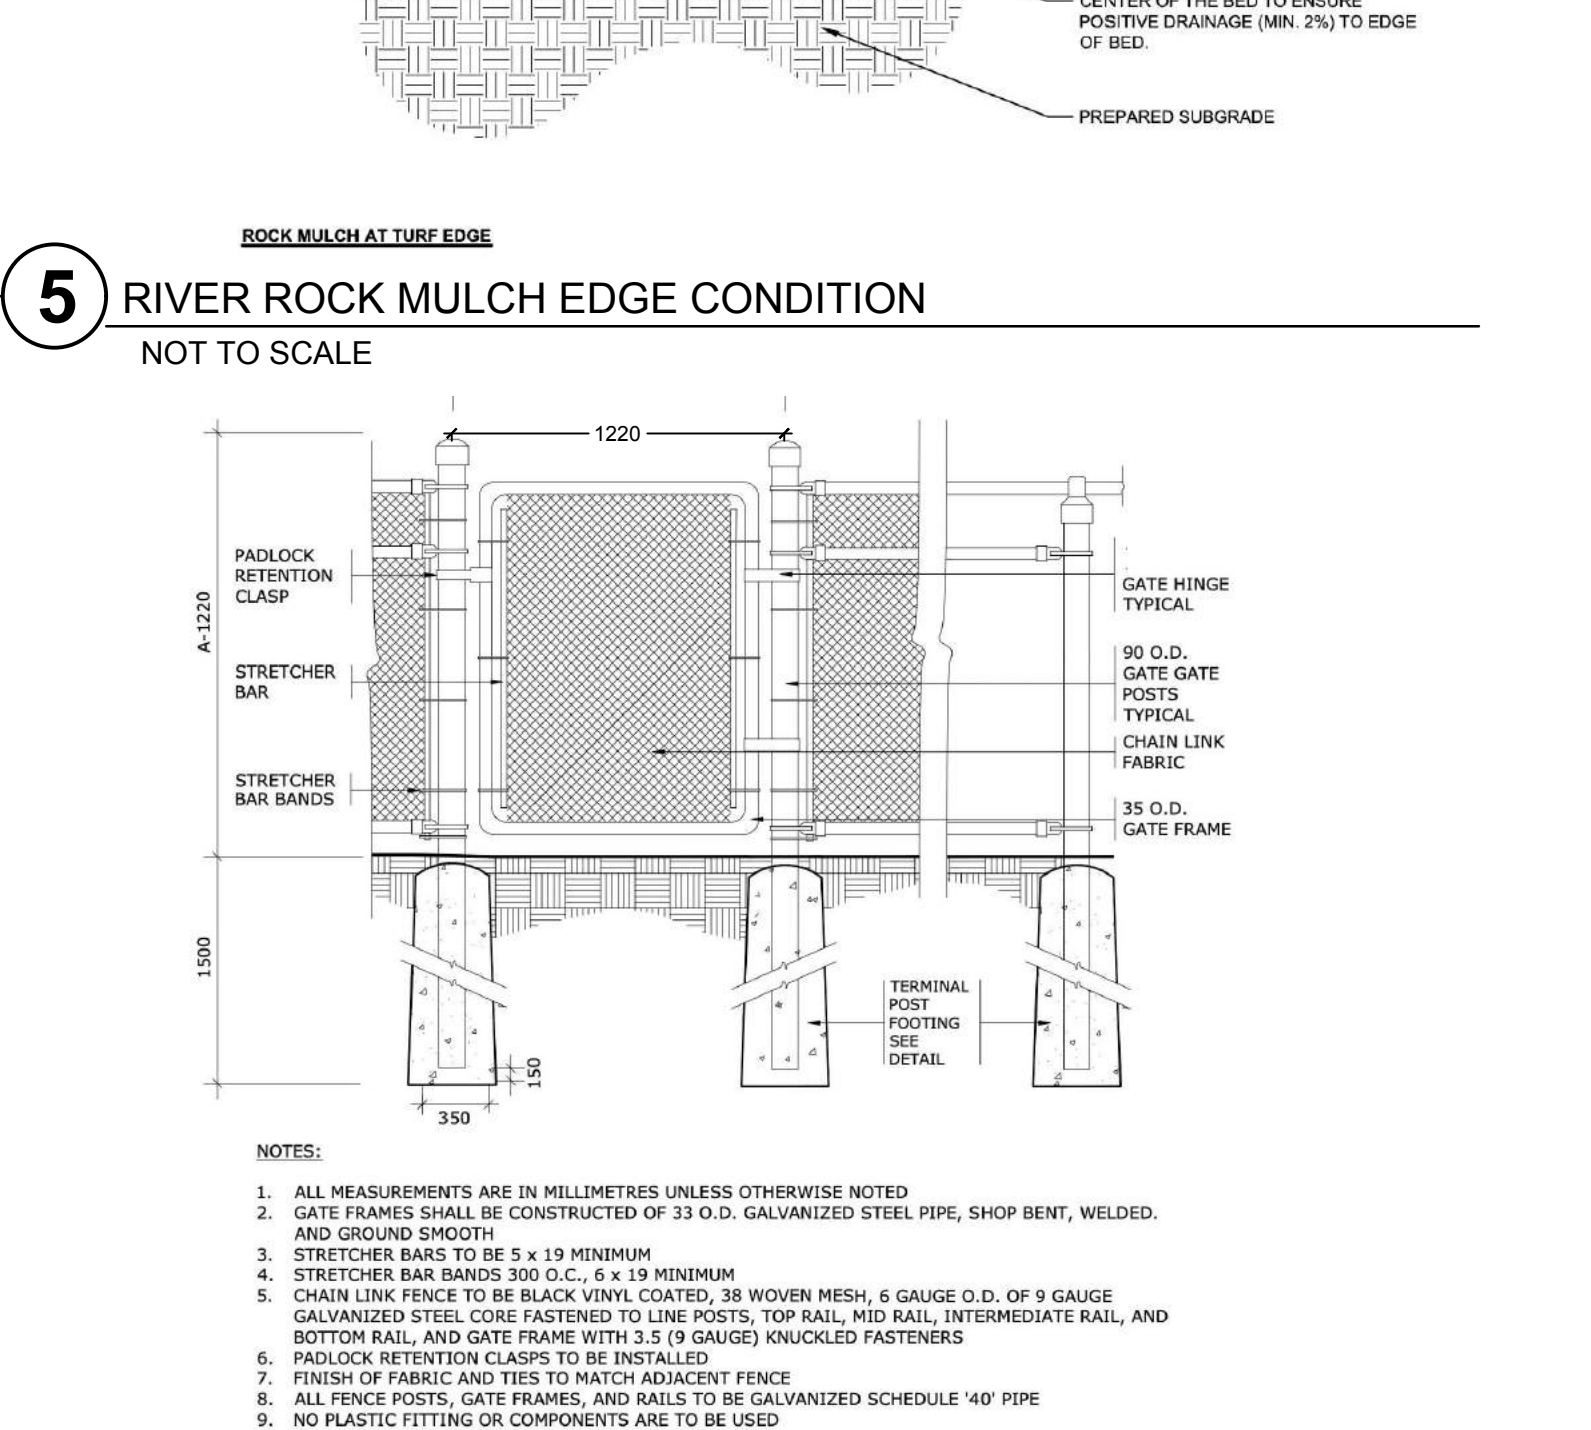 CENTER OF THE BED TO ENSURE
POSITIVE DRAINAGE (MIN. 2%) TO EDGE
OF BED.
PREPARED SUBGRADE
ROCK MULCH AT TURF EDGE
5
RIVER ROCK MULCH EDGE CONDITION
NOT TO SCALE
1220
PADLOCK
RETENTION
CLASP
A-1220
STRETCHER
BAR
STRETCHER
BAR BANDS
GATE HINGE
TYPICAL
90 O.D.
GATE GATE
POSTS
TYPICAL
CHAIN LINK
FABRIC
35 O.D.
GATE FRAME
1500
TERMINAL
POST
FOOTING
SEE
DETAIL
150
350
NOTES:
1. ALL MEASUREMENTS ARE IN MILLIMETRES UNLESS OTHERWISE NOTED
2. GATE FRAMES SHALL BE CONSTRUCTED OF 33 O.D. GALVANIZED STEEL PIPE, SHOP BENT, WELDED.
AND GROUND SMOOTH
3. STRETCHER BARS TO BE 5 x 19 MINIMUM
4. STRETCHER BAR BANDS 300 O.C., 6 x 19 MINIMUM
5. CHAIN LINK FENCE TO BE BLACK VINYL COATED, 38 WOVEN MESH, 6 GAUGE O.D. OF 9 GAUGE
GALVANIZED STEEL CORE FASTENED TO LINE POSTS, TOP RAIL, MID RAIL, INTERMEDIATE RAIL, AND
BOTTOM RAIL, AND GATE FRAME WITH 3.5 (9 GAUGE) KNUCKLED FASTENERS
6. PADLOCK RETENTION CLASPS TO BE INSTALLED
7. FINISH OF FABRIC AND TIES TO MATCH ADJACENT FENCE
8. ALL FENCE POSTS, GATE FRAMES, AND RAILS TO BE GALVANIZED SCHEDULE '40' PIPE
9. NO PLASTIC FITTING OR COMPONENTS ARE TO BE USED